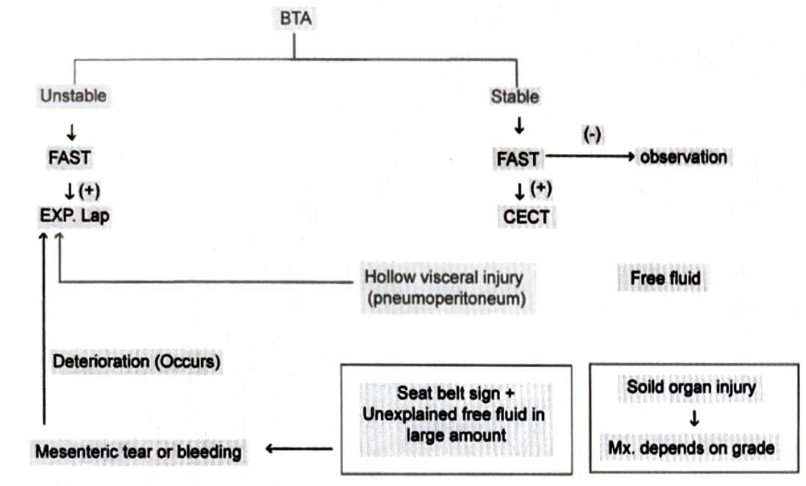 BTA
Unstable
Stable
FAST
(+)
EXP. Lap
FAST
(-)
observation
(+)
CECT
Hollow visceral injury
(pneumoperitoneum)
Free fluid
Deterioration (Occurs)
Seat belt sign +
Unexplained free fluid in
large amount
Soild organ injury
Mx. depends on grade
Mesenteric tear or bleeding